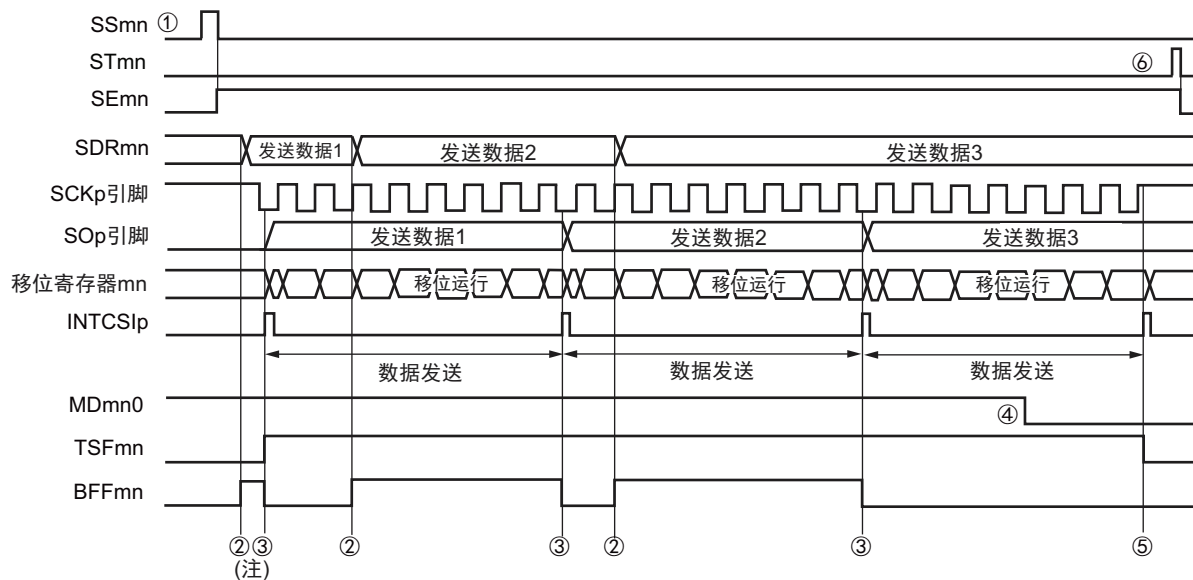 SSmn ①
STmn ⑥
SEmn
SDRmn 发送数据1 发送数据2 发送数据3
SCKp引脚
SOp引脚 发送数据1 发送数据2 发送数据3
移位寄存器mn 移位运行 移位运行 移位运行
INTCSIp
数据发送 数据发送 数据发送
MDmn0 ④
TSFmn
BFFmn
② ③ ② ③ ② ③ ⑤
(注)